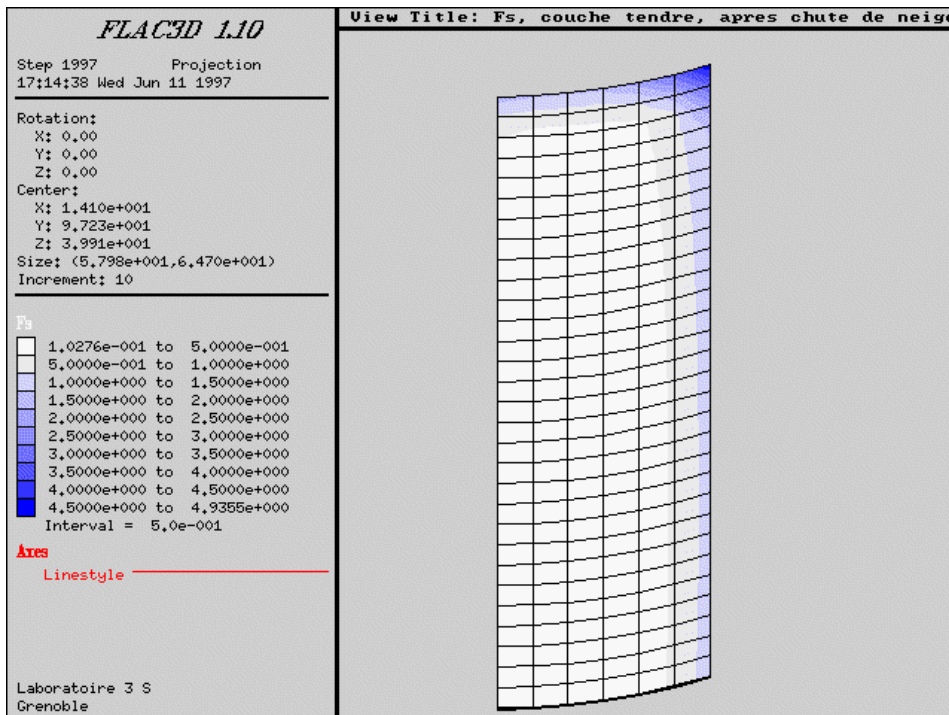 FLAC3D 1.10
View Title: Fs, couche tendre, apres chute de neige
Step 1997 Projection
17:14:38 Wed Jun 11 1997
Rotation:
X: 0.00
Y: 0.00
Z: 0.00
Center:
X: 1.410e+001
Y: 9.723e+001
Z: 3.991e+001
Size: (5.798e+001,6.470e+001)
Increment: 10
Fs
1.0276e-001 to 5.0000e-001
5.0000e-001 to 1.0000e+000
1.0000e+000 to 1.5000e+000
1.5000e+000 to 2.0000e+000
2.0000e+000 to 2.5000e+000
2.5000e+000 to 3.0000e+000
3.0000e+000 to 3.5000e+000
3.5000e+000 to 4.0000e+000
4.0000e+000 to 4.5000e+000
4.5000e+000 to 4.9355e+000
Interval = 5.0e-001
Axes
Linestyle
Laboratoire 3 S
Grenoble